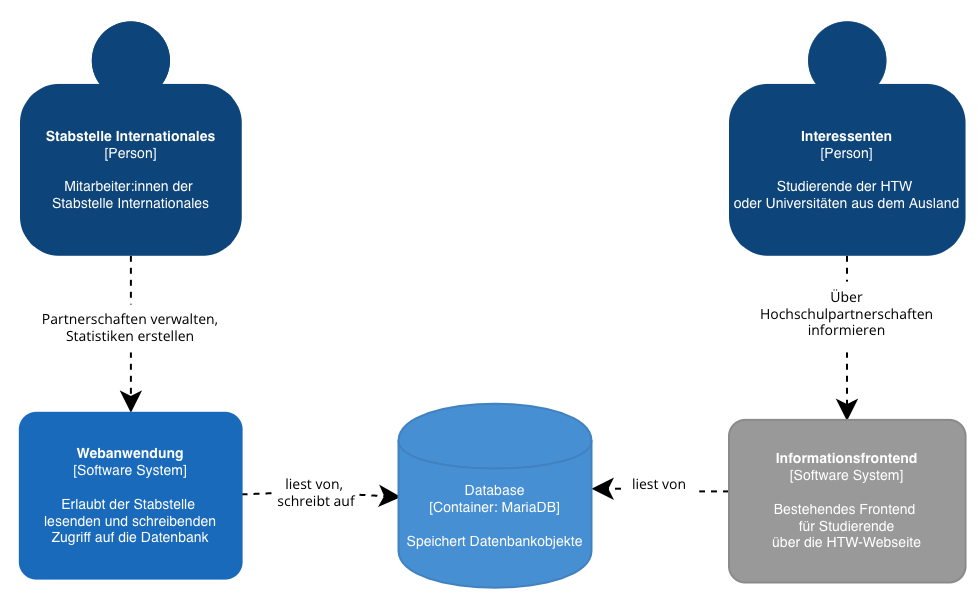 Stabstelle Internationales
[Person]
Mitarbeiter:innen der
Stabstelle Internationales
Interessenten
[Person]
Studierende der HTW
oder Universitäten aus dem Ausland
Partnerschaften verwalten,
Statistiken erstellen
Über
Hochschulpartnerschaften
informieren
Webanwendung
[Software System]
Erlaubt der Stabstelle
lesenden und schreibenden
Zugriff auf die Datenbank
liest von,
schreibt auf
Database
[Container: MariaDB]
Speichert Datenbankobjekte
liest von
Informationsfrontend
[Software System]
Bestehendes Frontend
für Studierende
über die HTW-Webseite